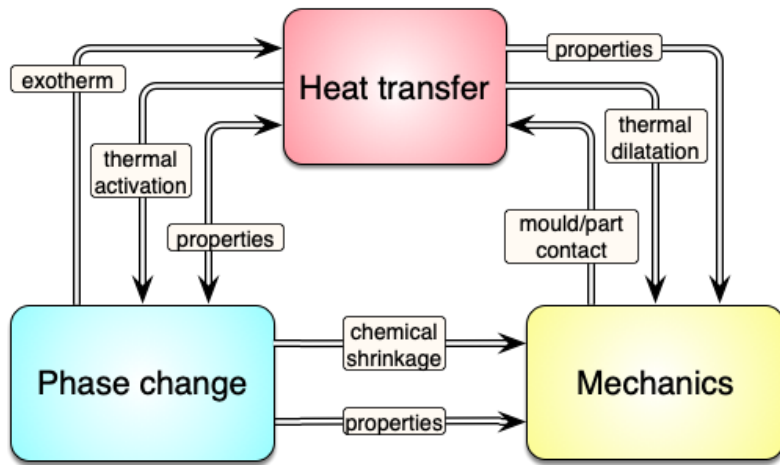 properties
exotherm
Heat transfer
thermal
dilatation
thermal
activation
properties
mould/part
contact
chemical
shrinkage
Phase change
Mechanics
properties